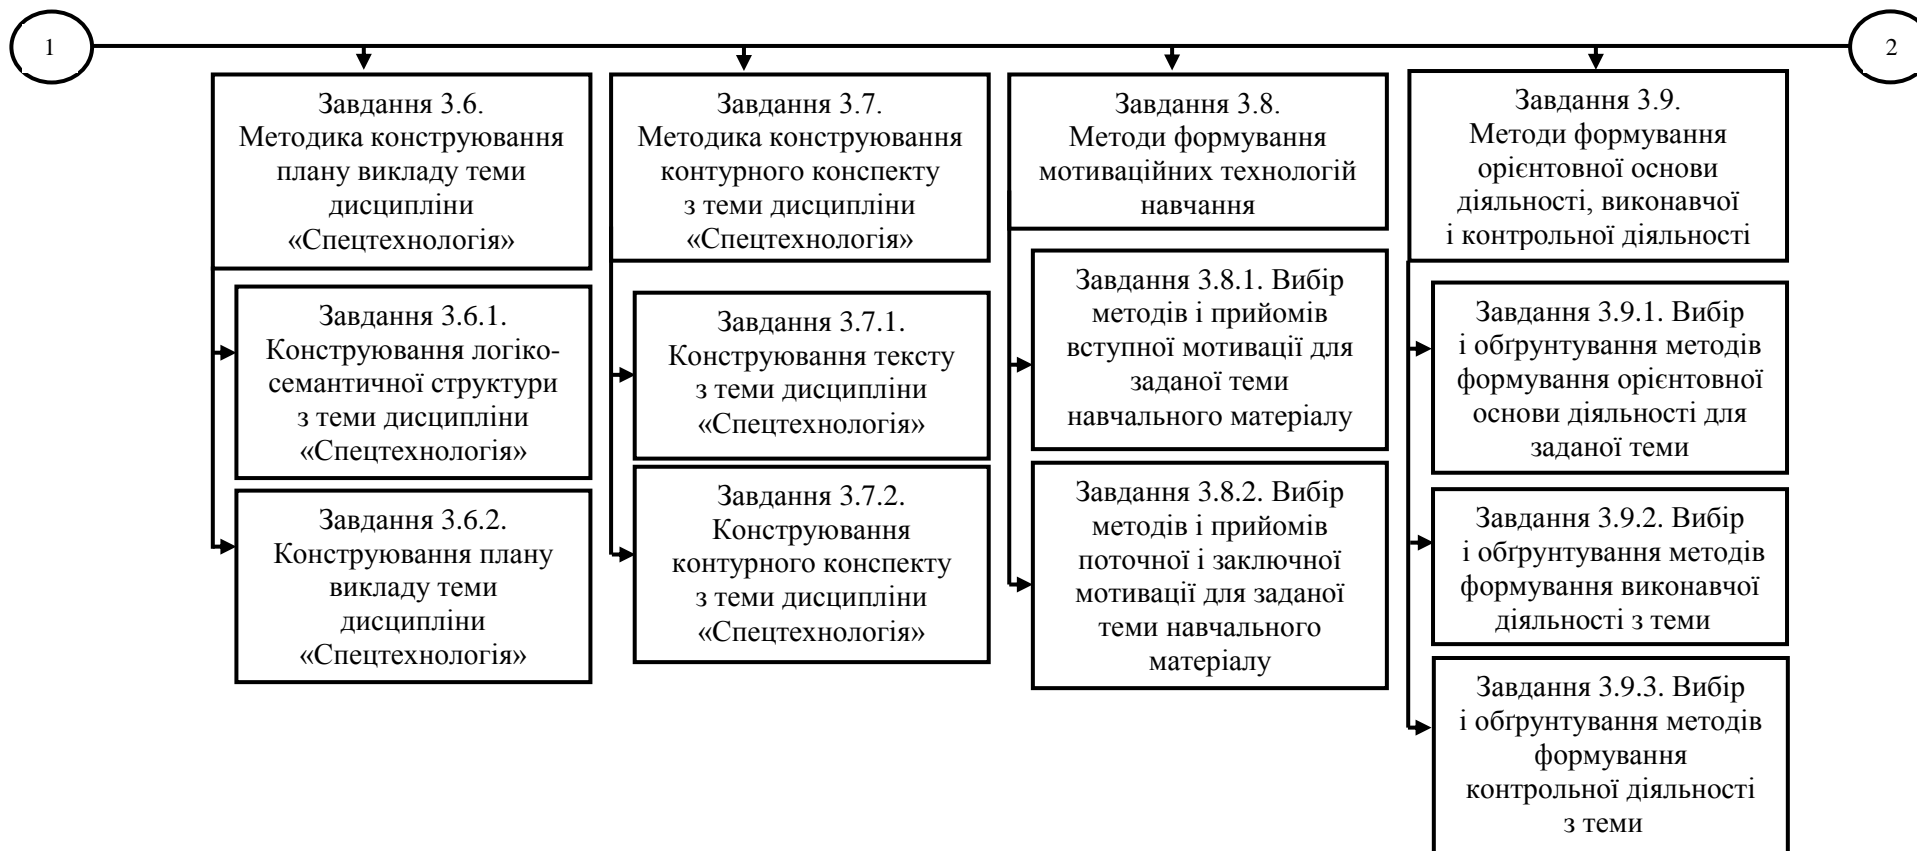 1
2
Завдання 3.6.
Методика конструювання
плану викладу теми
дисципліни
«Спецтехнологія»
Завдання 3.6.1.
Конструювання логіко-
семантичної структури
з теми дисципліни
«Спецтехнологія»
Завдання 3.6.2.
Конструювання плану
викладу теми
дисципліни
«Спецтехнологія»
Завдання 3.7.
Методика конструювання
контурного конспекту
з теми дисципліни
«Спецтехнологія»
Завдання 3.7.1.
Конструювання тексту
з теми дисципліни
«Спецтехнологія»
Завдання 3.7.2.
Конструювання
контурного конспекту
з теми дисципліни
«Спецтехнологія»
Завдання 3.8.
Методи формування
мотиваційних технологій
навчання
Завдання 3.8.1. Вибір
методів і прийомів
вступної мотивації для
заданої теми
навчального матеріалу
Завдання 3.8.2. Вибір
методів і прийомів
поточної і заключної
мотивації для заданої
теми навчального
матеріалу
Завдання 3.9.
Методи формування
орієнтовної основи
діяльності, виконавчої
і контрольної діяльності
Завдання 3.9.1. Вибір
і обґрунтування методів
формування орієнтовної
основи діяльності для
заданої теми
Завдання 3.9.2. Вибір
і обґрунтування методів
формування виконавчої
діяльності з теми
Завдання 3.9.3. Вибір
і обґрунтування методів
формування
контрольної діяльності
з теми